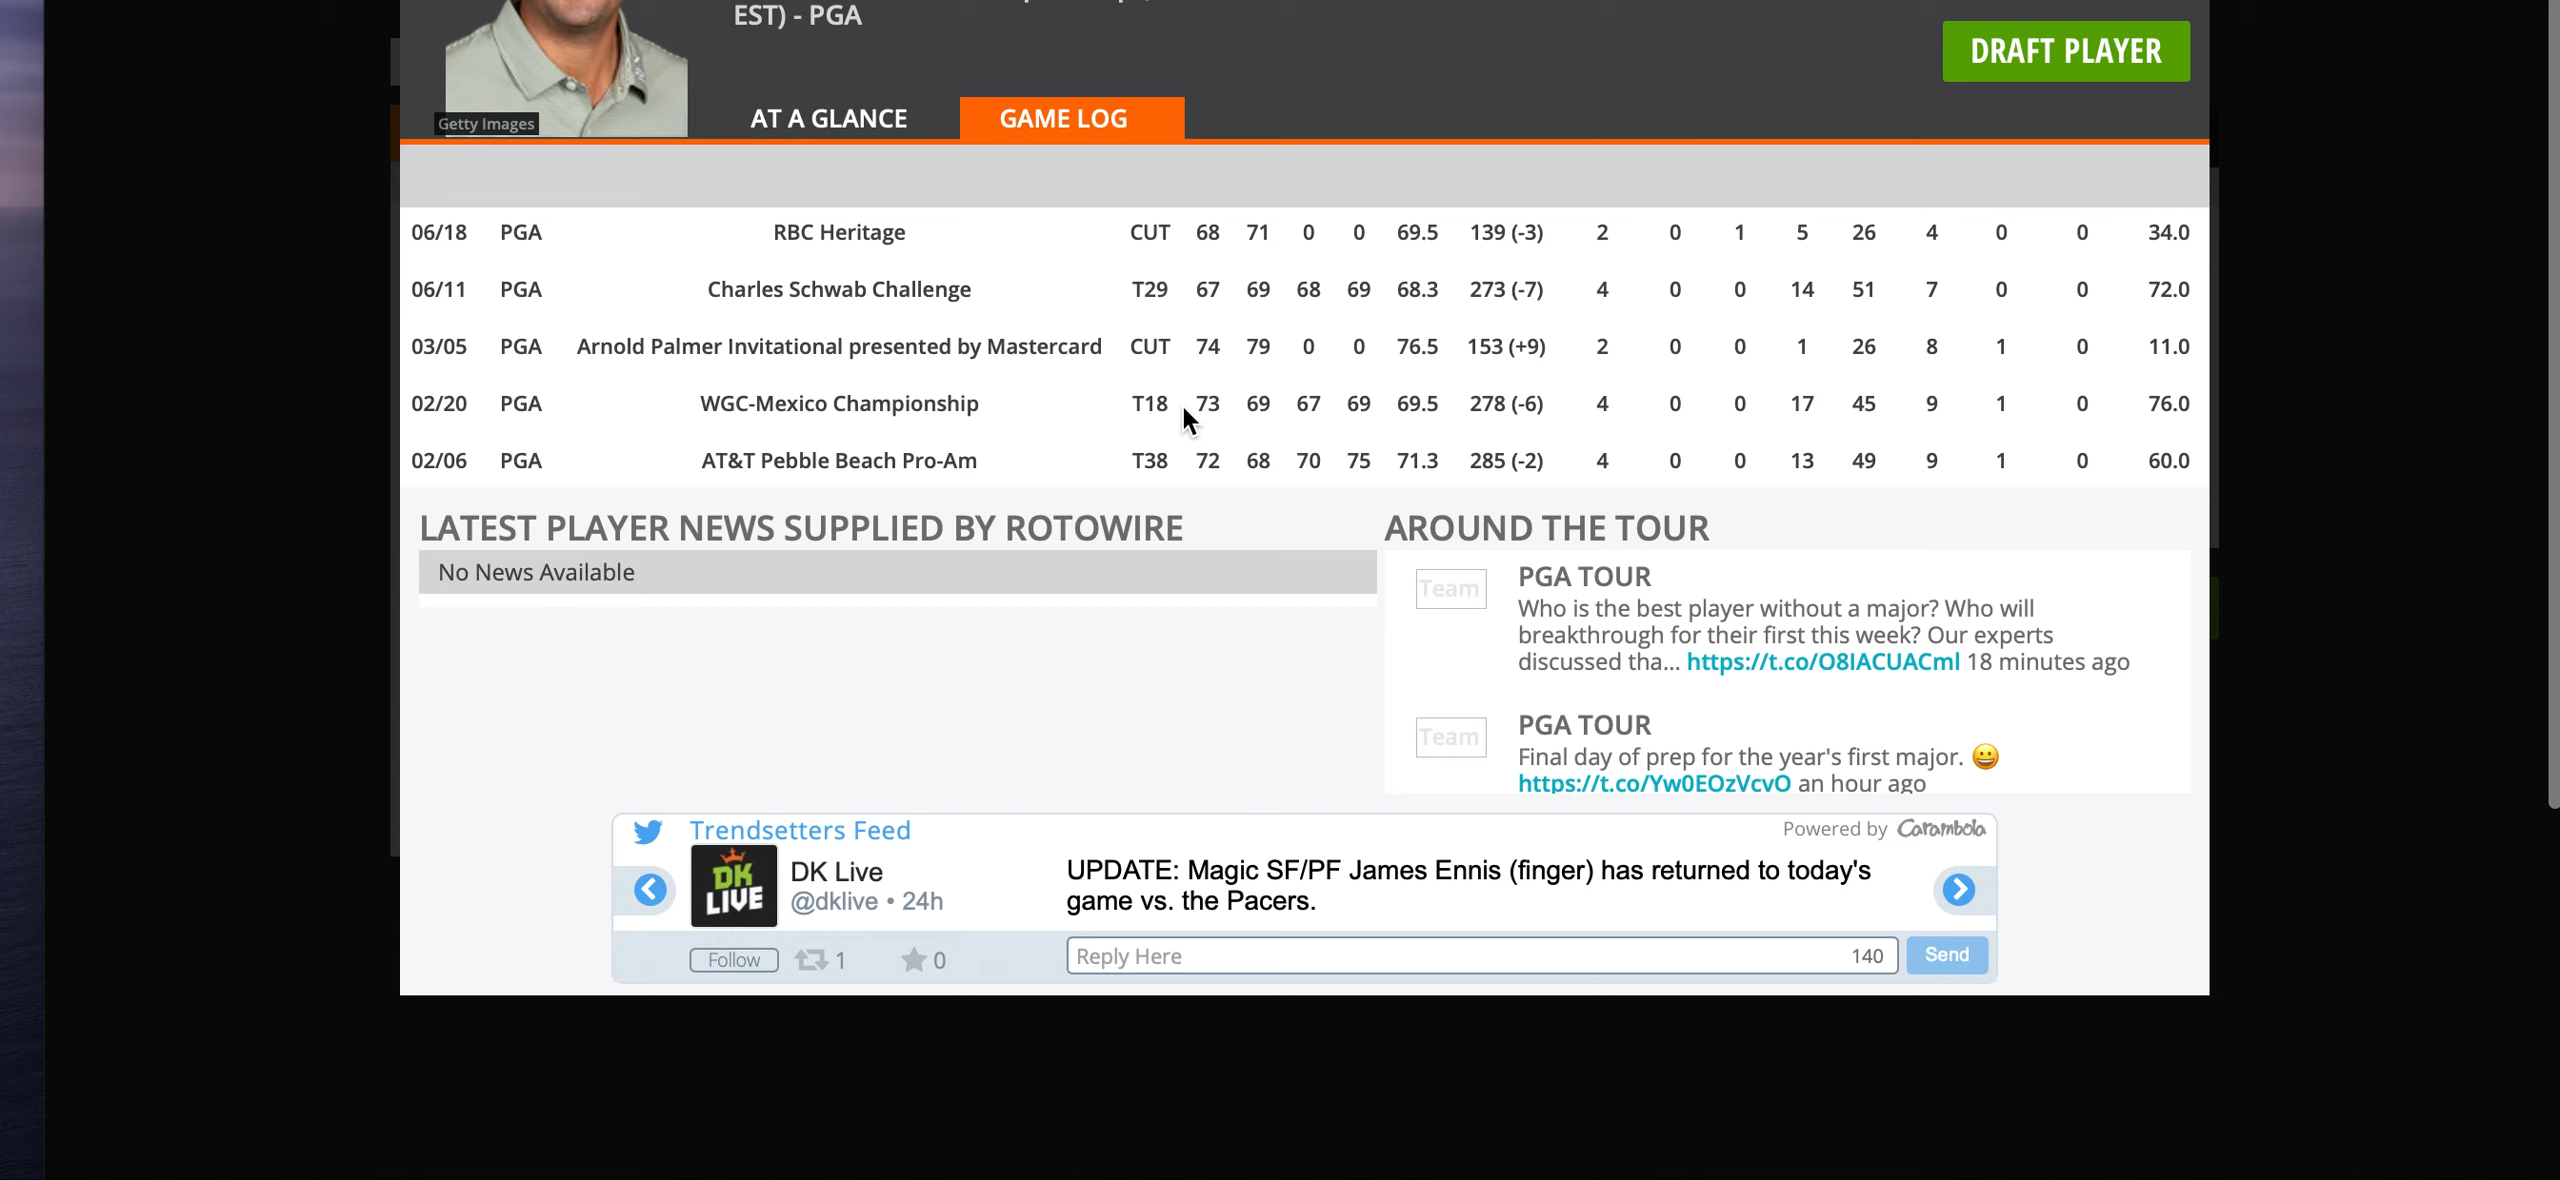 EST) - PGA
DRAFT PLAYER
Getty Images
AT A GLANCE GAME LOG
06/18 PGA RBC Heritage CUT 68 71 0 0 69.5 139 (-3) 2 0 1 5 26 4 0 0 34.0
06/11 PGA Charles Schwab Challenge T29 67 69 68 69 68.3 273 (-7) 4 0 0 14 51 7 0 0 72.0
03/05 PGA Arnold Palmer Invitational presented by Mastercard CUT 74 79 0 0 76.5 153 (+9) 2 0 0 1 26 8 1 0 11.0
02/20 PGA WGC-Mexico Championship T18 73 69 67 69 69.5 278 (-6) 4 0 0 17 45 9 1 0 76.0
02/06 PGA AT&T Pebble Beach Pro-Am T38 72 68 70 75 71.3 285 (-2) 4 0 0 13 49 9 1 0 60.0
LATEST PLAYER NEWS SUPPLIED BY ROTOWIRE
No News Available
AROUND THE TOUR
Team
PGA TOUR
Who is the best player without a major? Who will
breakthrough for their first this week? Our experts
discussed tha... https://t.co/O8IACUACml 18 minutes ago
Team
PGA TOUR
Final day of prep for the year's first major. 😀
https://t.co/Yw0EOzVcvO an hour ago
Trendsetters Feed
Powered by Carambola
DK LIVE
DK Live
@dklive • 24h
UPDATE: Magic SF/PF James Ennis (finger) has returned to today's
game vs. the Pacers.
Follow 1 0
Reply Here 140 Send